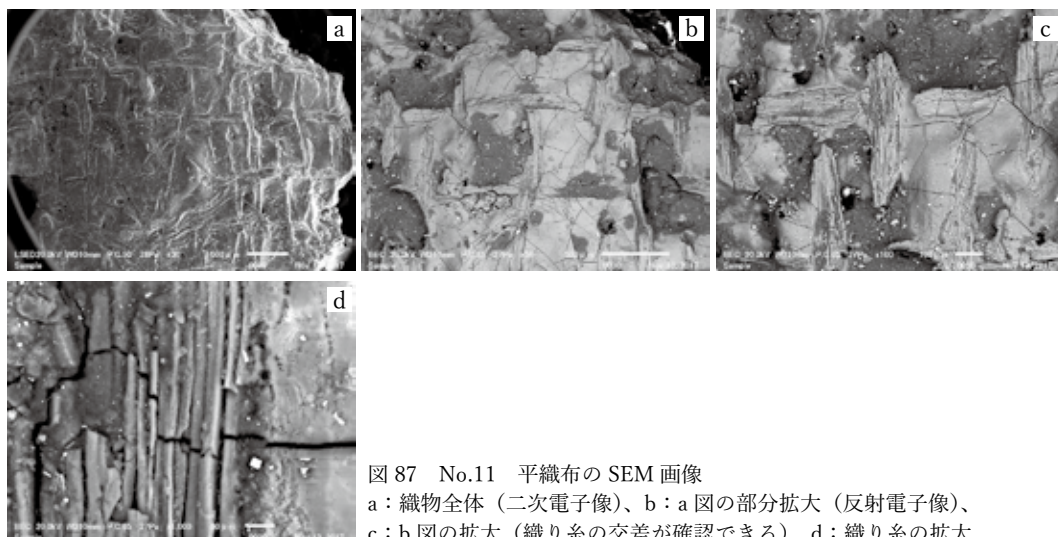 a
b
c
d
図 87 No.11 平織布の SEM 画像
a：織物全体（二次電子像）、b：a 図の部分拡大（反射電子像）、
c：b 図の拡大（織り糸の交差が確認できる）、d：織り糸の拡大